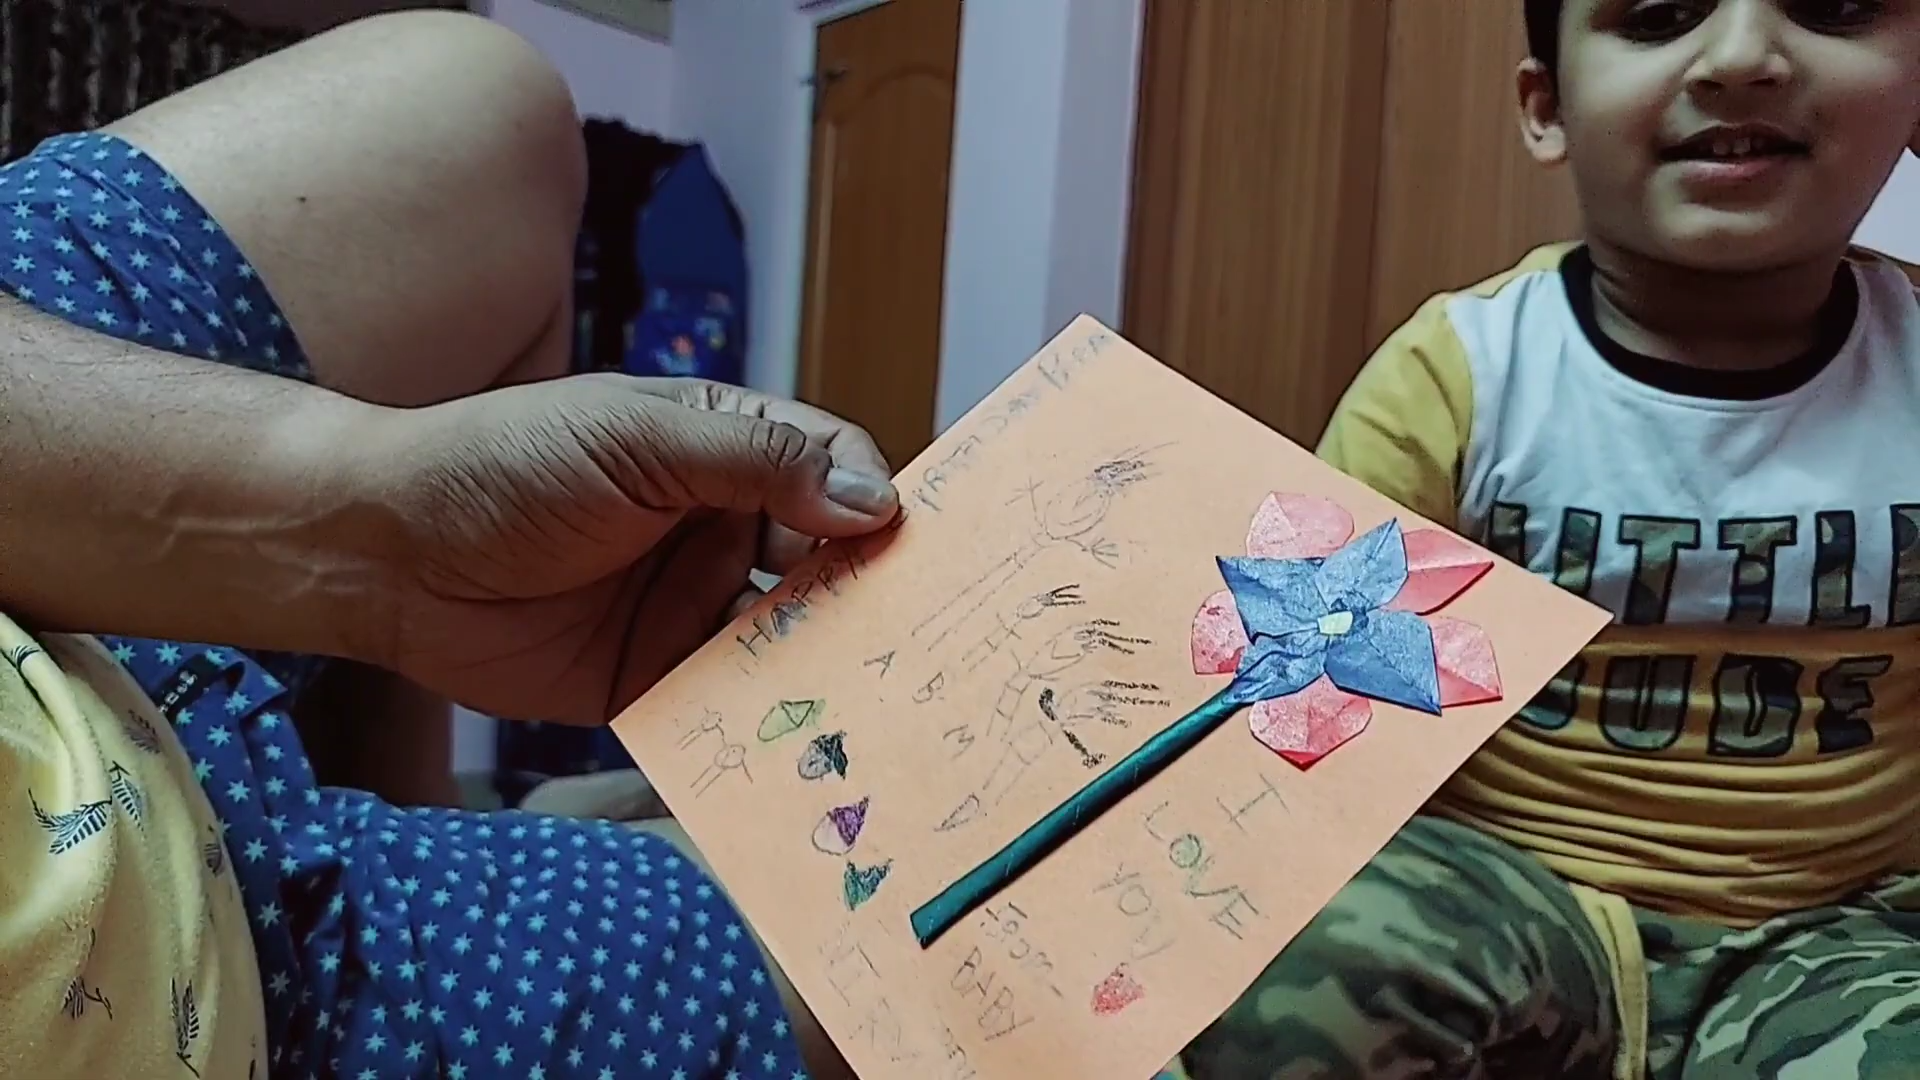 HAPPY BIRTHDAY
A B M
I
LOVE
YOU
from
BABY
LITTLE
DUDE